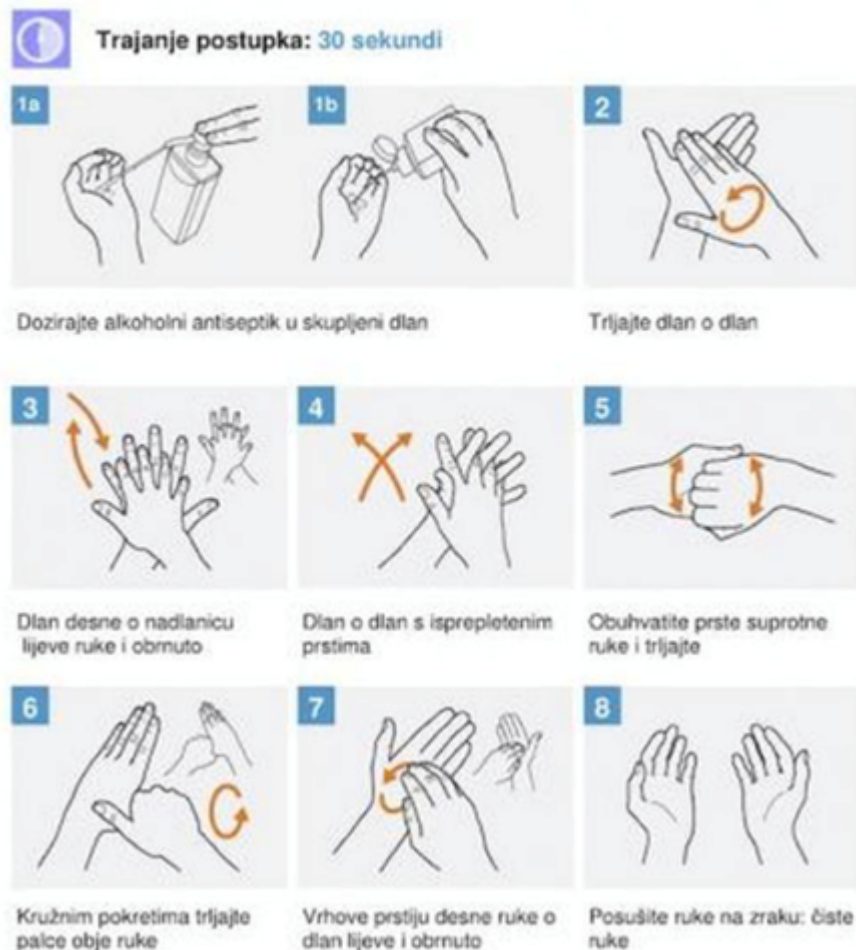 Trajanje postupka: 30 sekundi
1a
1b
2
Dozirajte alkoholni antiseptik u skupljeni dlan
Trljajte dlan o dlan
3
4
5
Dlan desne o nadlanicu
lijeve ruke i obrnuto
Dlan o dlan s isprepletenim
prstima
Obuhvatite prste suprotne
ruke i trljajte
6
7
8
Kružnim pokretima trljajte
palce obje ruke
Vrhove prstiju desne ruke o
dlan lijeve i obrnuto
Posušite ruke na zraku: čiste
ruke